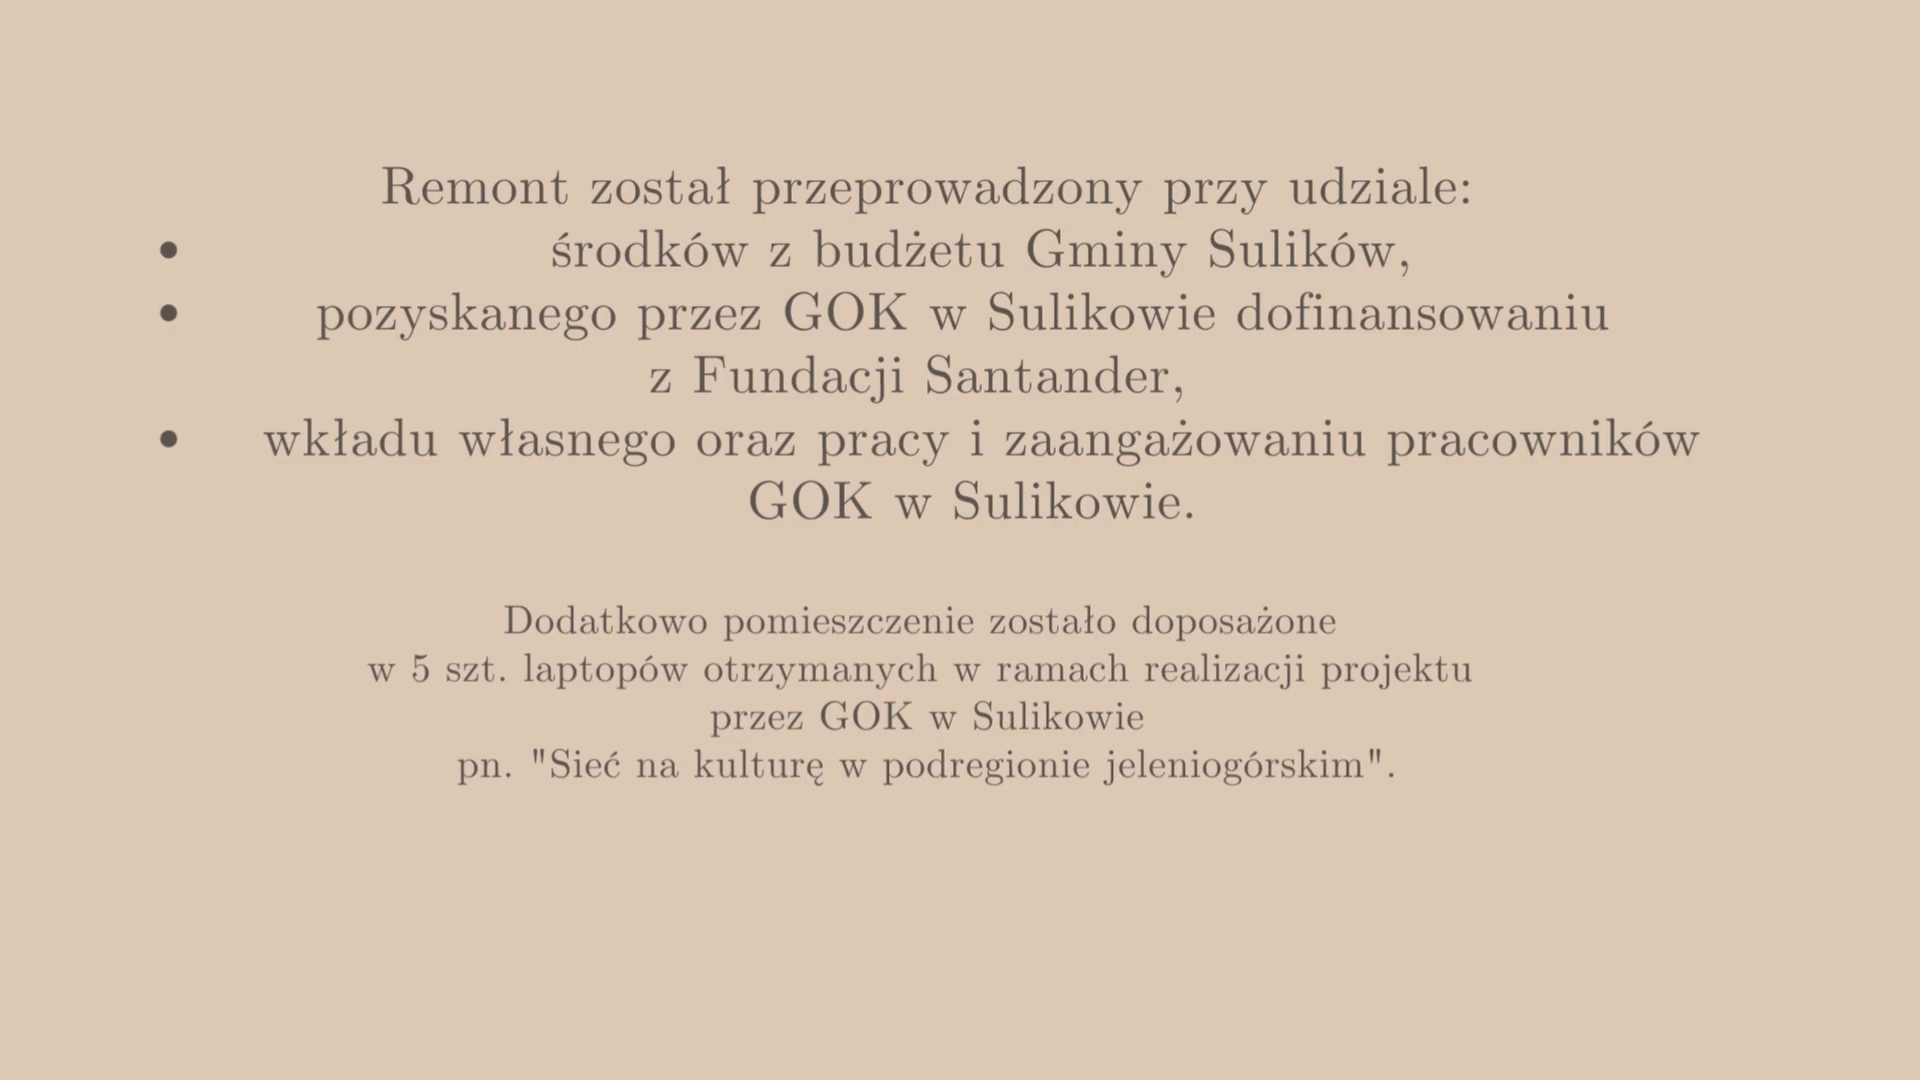 Remont został przeprowadzony przy udziale:
• środków z budżetu Gminy Sulików,
• pozyskanego przez GOK w Sulikowie dofinansowaniu
z Fundacji Santander,
• wkładu własnego oraz pracy i zaangażowaniu pracowników
GOK w Sulikowie.
Dodatkowo pomieszczenie zostało doposażone
w 5 szt. laptopów otrzymanych w ramach realizacji projektu
przez GOK w Sulikowie
pn. "Sieć na kulturę w podregionie jeleniogórskim".